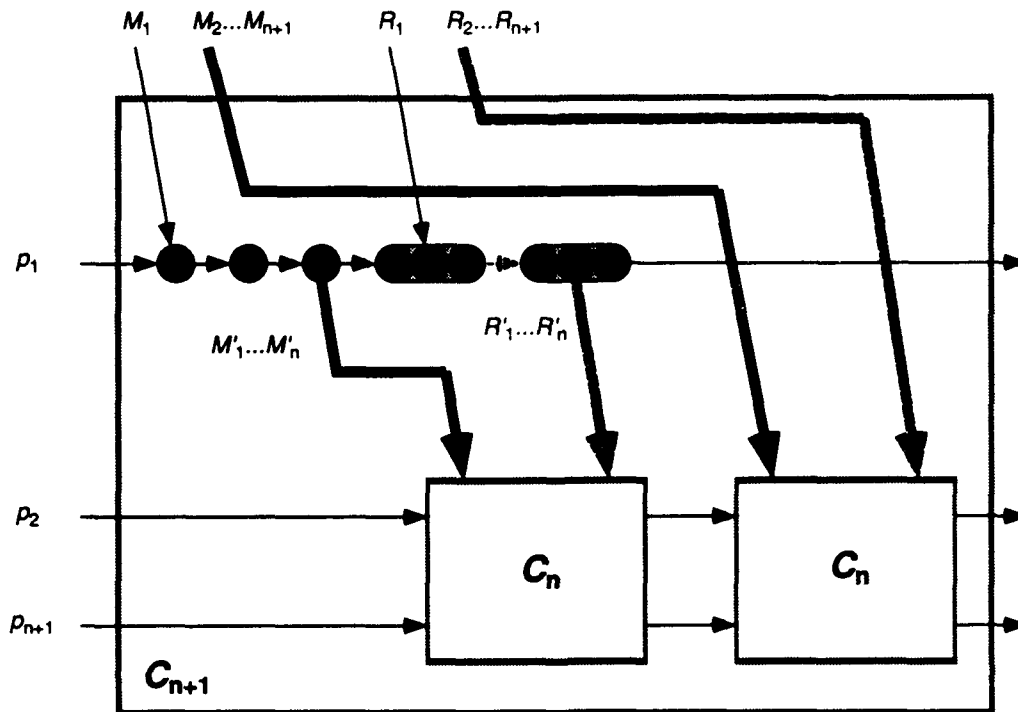 M₁ M₂...Mₙ₊₁ R₁ R₂...Rₙ₊₁
p₁
M'₁...M'ₙ R'₁...R'ₙ
p₂
Cₙ Cₙ
pₙ₊₁
Cₙ₊₁